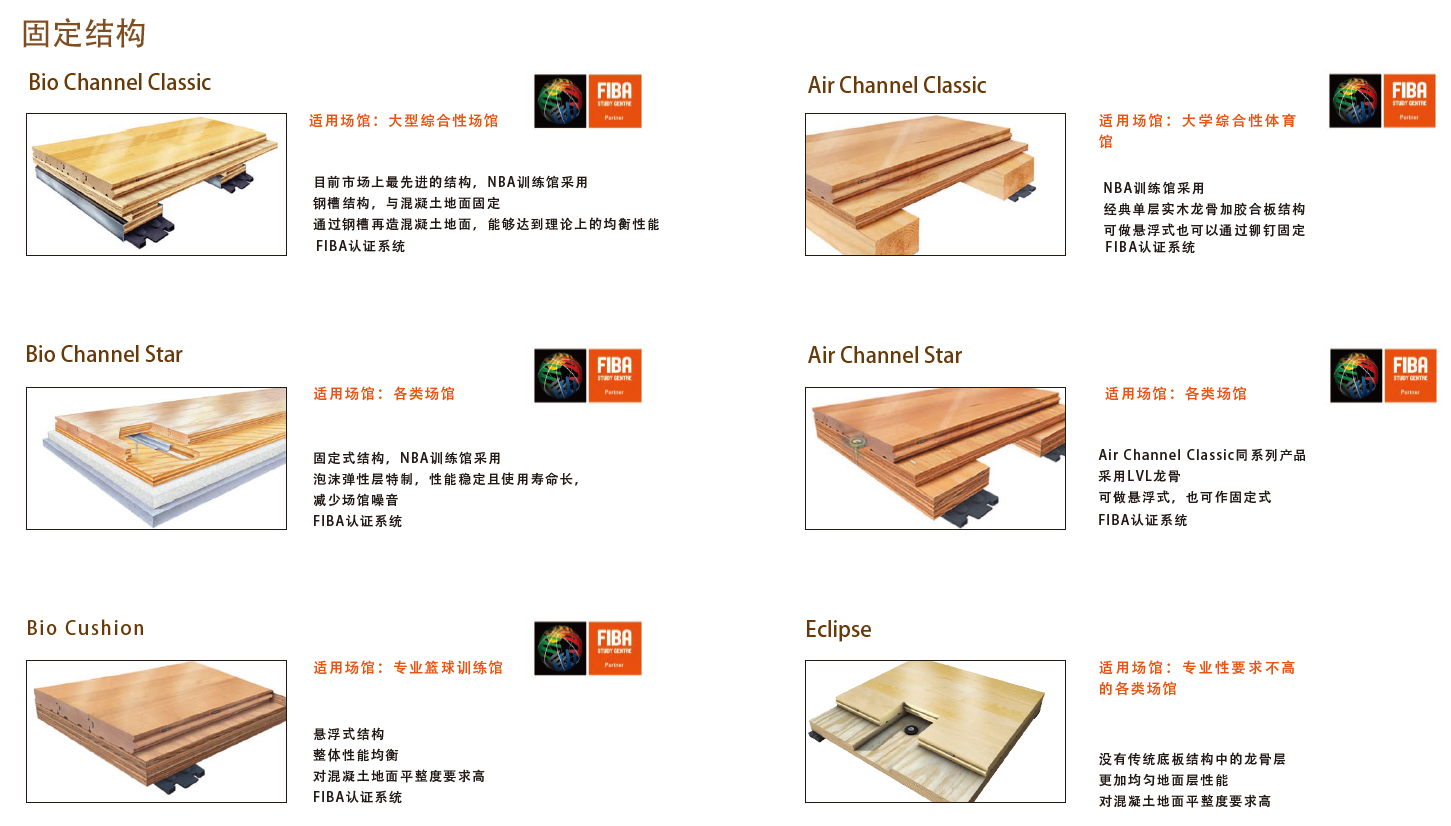 固定结构
Bio Channel Classic
FIBA
STUDY CENTRE
Partner
适用场馆：大型综合性场馆
目前市场上最先进的结构，NBA训练馆采用
钢槽结构，与混凝土地面固定
通过钢槽再造混凝土地面，能够达到理论上的均衡性能
FIBA认证系统
Air Channel Classic
FIBA
STUDY CENTRE
Partner
适用场馆：大学综合性体育
馆
NBA训练馆采用
经典单层实木龙骨加胶合板结构
可做悬浮式也可以通过铆钉固定
FIBA认证系统
Bio Channel Star
FIBA
STUDY CENTRE
Partner
适用场馆：各类场馆
固定式结构，NBA训练馆采用
泡沫弹性层特制，性能稳定且使用寿命长，
减少场馆噪音
FIBA认证系统
Air Channel Star
FIBA
STUDY CENTRE
Partner
适用场馆：各类场馆
Air Channel Classic同系列产品
采用LVL龙骨
可做悬浮式，也可作固定式
FIBA认证系统
Bio Cushion
FIBA
STUDY CENTRE
Partner
适用场馆：专业篮球训练馆
悬浮式结构
整体性能均衡
对混凝土地面平整度要求高
FIBA认证系统
Eclipse
适用场馆：专业性要求不高
的各类场馆
没有传统底板结构中的龙骨层
更加均匀地面层性能
对混凝土地面平整度要求高